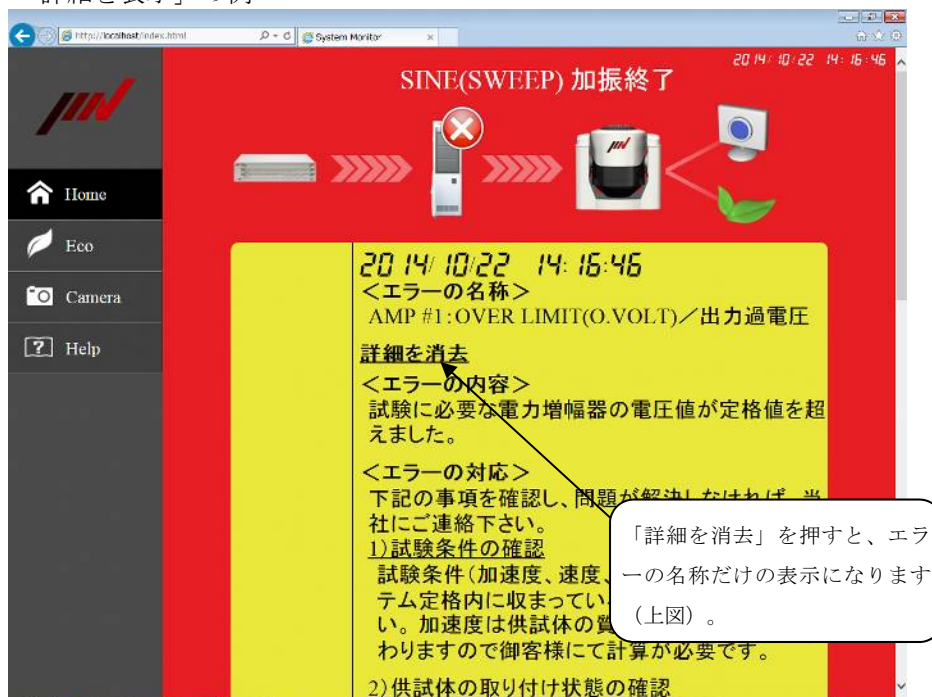 http://localhost/index.html
System Monitor
2014/10/22 14:16:46
SINE(SWEEP) 加振終了
Home
Eco
Camera
Help
2014/10/22 14:16:46
＜エラーの名称＞
AMP #1:OVER LIMIT(O.VOLT)／出力過電圧
詳細を消去
＜エラーの内容＞
試験に必要な電力増幅器の電圧値が定格値を超
えました。
＜エラーの対応＞
下記の事項を確認し、問題が解決しなければ、当
社にご連絡下さい。
1)試験条件の確認
試験条件(加速度、速度、
テム定格内に収まってい
い。加速度は供試体の質
わりますので御客様にて計算が必要です。
2)供試体の取り付け状態の確認
「詳細を消去」を押すと、エラ
ーの名称だけの表示になります
（上図）。